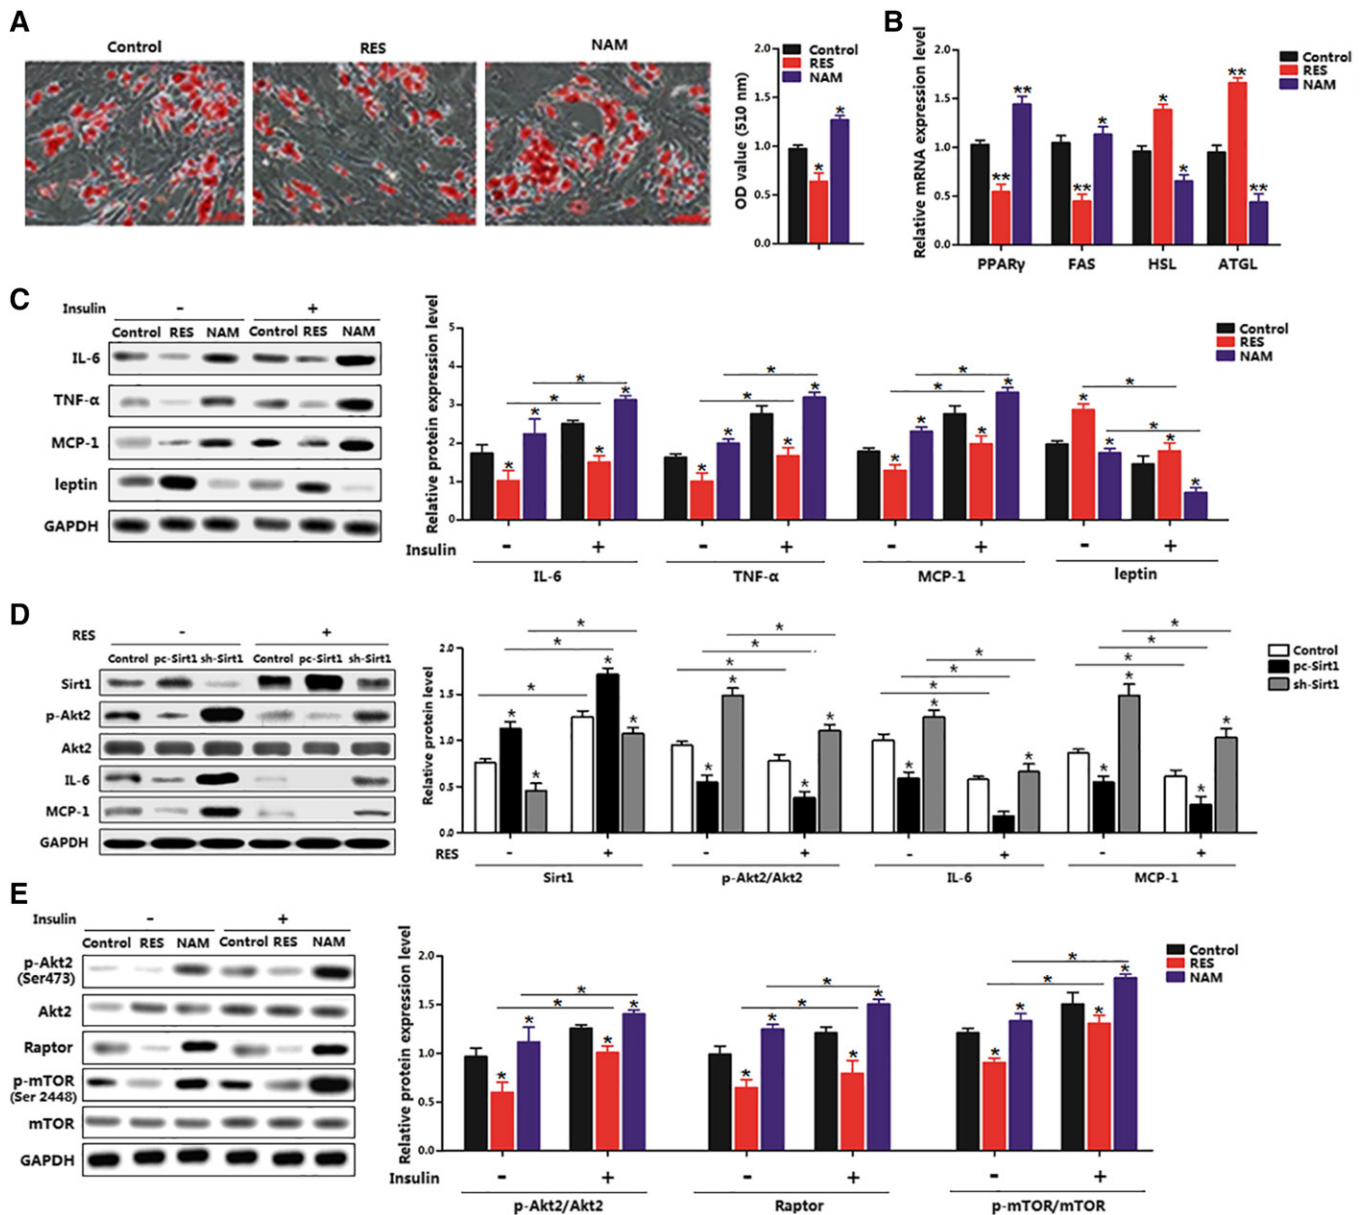 A
Control
RES
NAM
OD value (510 nm)
2.0
1.5
1.0
0.5
0.0
Control
RES
NAM
B
Relative mRNA expression level
2.0
1.5
1.0
0.5
0.0
** ** ** * * * ** **
PPARγ FAS HSL ATGL
Control
RES
NAM
C
Insulin - +
Control RES NAM Control RES NAM
IL-6
TNF-α
MCP-1
leptin
GAPDH
Relative protein expression level
5
4
3
2
1
0
Control
RES
NAM
Insulin - + - + - + - +
IL-6 TNF-α MCP-1 leptin
D
RES - +
Control pc-Sirt1 sh-Sirt1 Control pc-Sirt1 sh-Sirt1
Sirt1
p-Akt2
Akt2
IL-6
MCP-1
GAPDH
Relative protein level
2.0
1.5
1.0
0.5
0.0
Control
pc-Sirt1
sh-Sirt1
RES - + - + - + - +
Sirt1 p-Akt2/Akt2 IL-6 MCP-1
E
Insulin - +
Control RES NAM Control RES NAM
p-Akt2
(Ser473)
Akt2
Raptor
p-mTOR
(Ser 2448)
mTOR
GAPDH
Relative protein expression level
2.0
1.5
1.0
0.5
0.0
Control
RES
NAM
Insulin - + - + - +
p-Akt2/Akt2 Raptor p-mTOR/mTOR